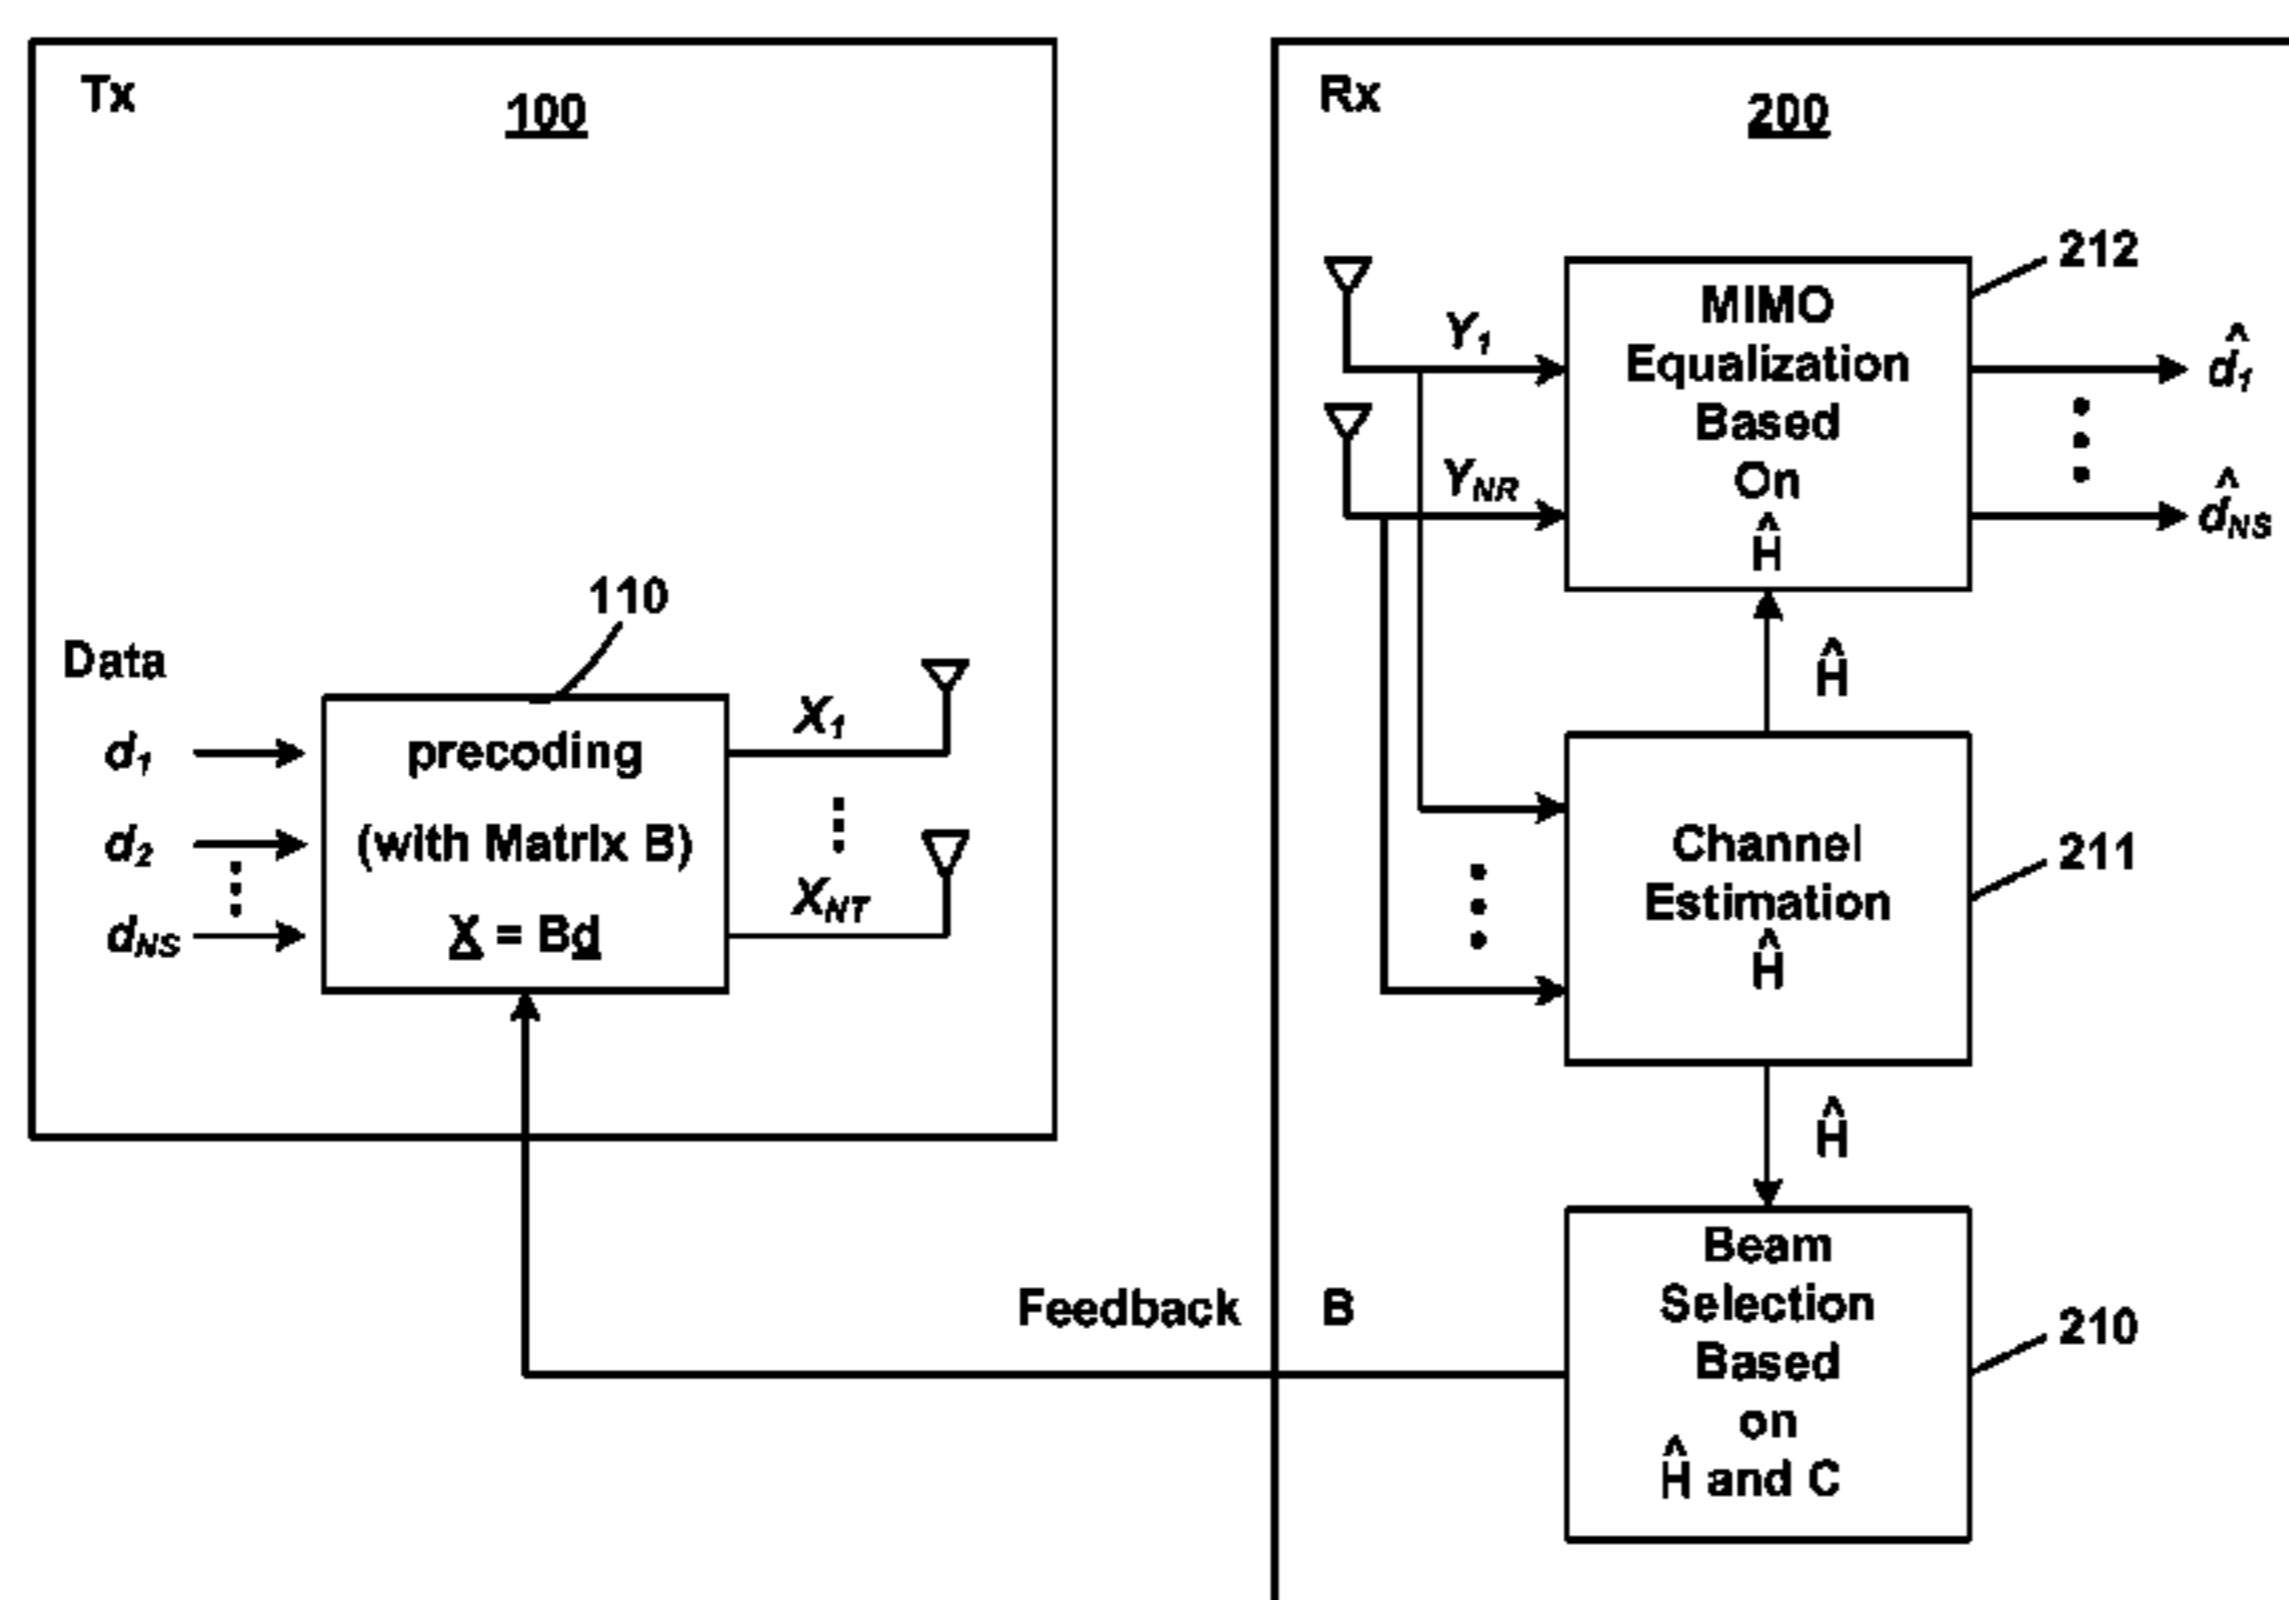 Tx
100
Data
110
d1
d2
dNS
precoding
(with Matrix B)
X = Bd
X1
XNT
Feedback
Rx
200
Y1
YNR
MIMO
Equalization
Based
On
Ĥ
212
d̂1
d̂NS
Ĥ
Channel
Estimation
Ĥ
211
Ĥ
B
Beam
Selection
Based
on
Ĥ and C
210